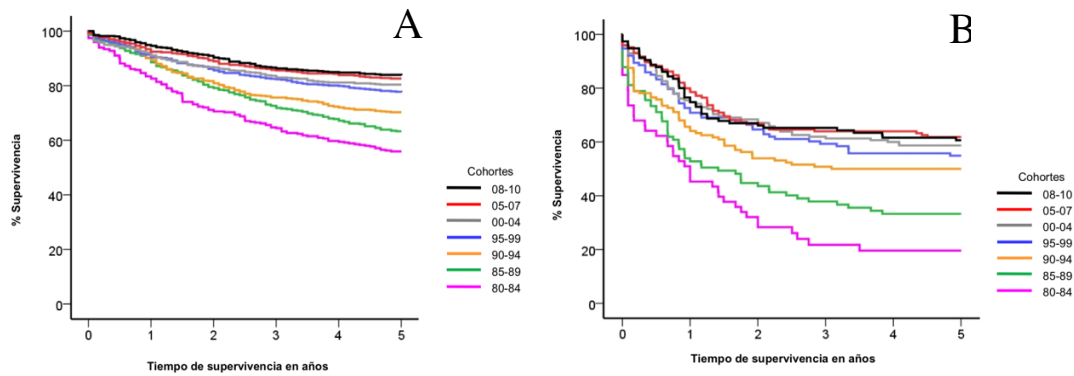 A
100
80
60
40
20
0
% Supervivencia
0 1 2 3 4 5
Tiempo de supervivencia en años
Cohortes
08-10
05-07
00-04
95-99
90-94
85-89
80-84
B
100
80
60
40
20
0
% Supervivencia
0 1 2 3 4 5
Tiempo de supervivencia en años
Cohortes
08-10
05-07
00-04
95-99
90-94
85-89
80-84